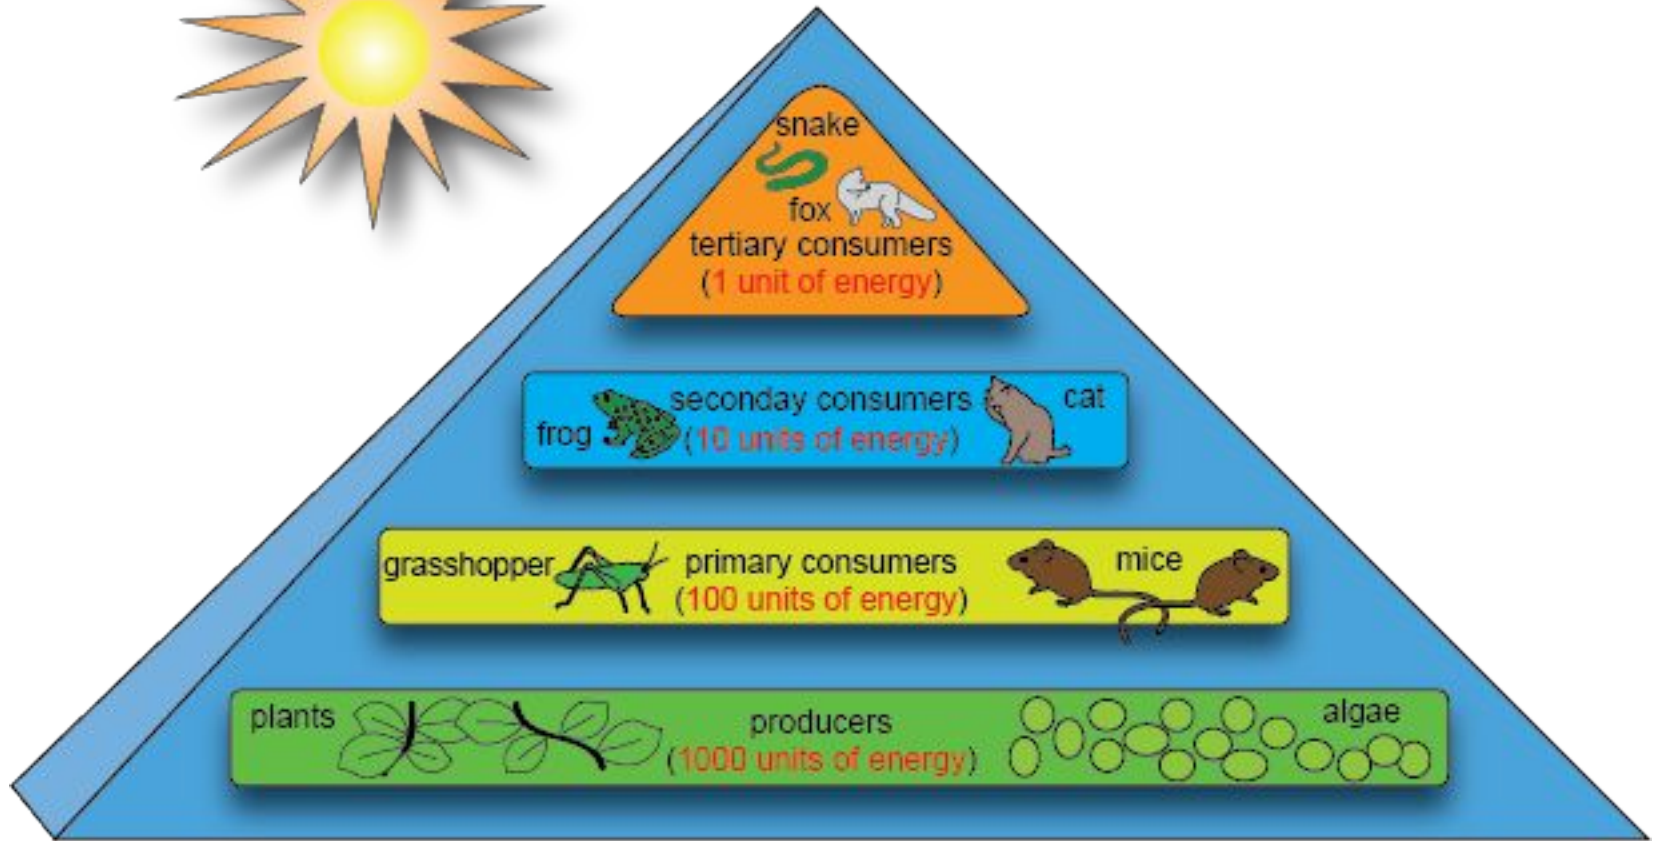 snake
fox
tertiary consumers
(1 unit of energy)
seconday consumers
cat
frog
(10 units of energy)
grasshopper
primary consumers
mice
(100 units of energy)
plants
producers
algae
(1000 units of energy)